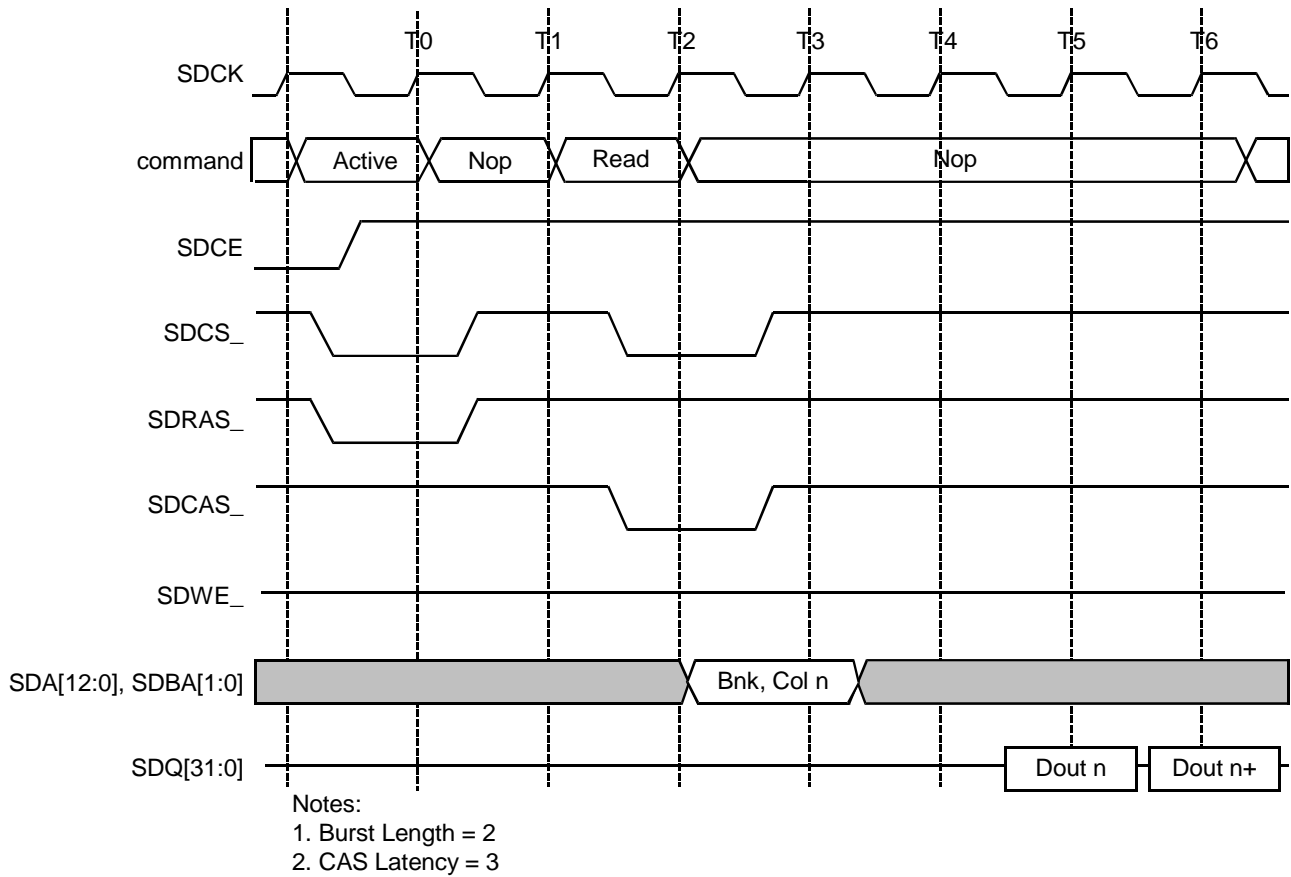 T0 T1 T2 T3 T4 T5 T6
SDCK
command Active Nop Read Nop
SDCE
SDCS_
SDRAS_
SDCAS_
SDWE_
SDA[12:0], SDBA[1:0] Bnk, Col n
SDQ[31:0] Dout n Dout n+
Notes:
1. Burst Length = 2
2. CAS Latency = 3